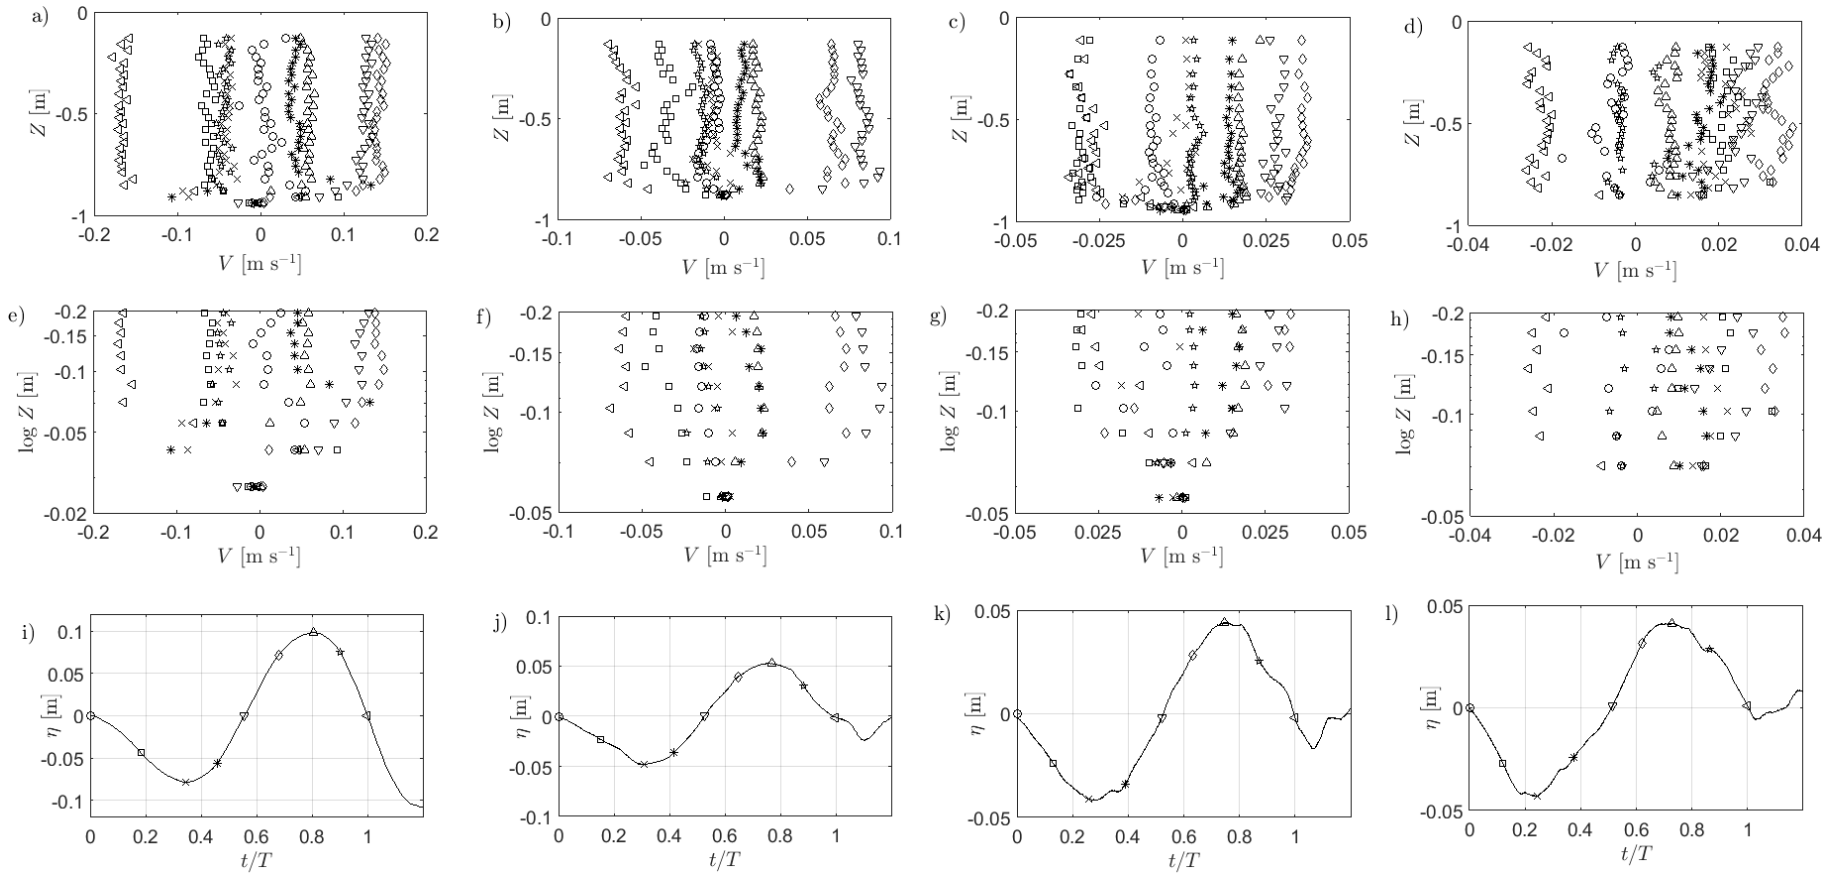 a)
0
-0.5
-1
Z [m]
-0.2 -0.1 0 0.1 0.2
V [m s⁻¹]
b)
0
-0.5
-1
Z [m]
-0.1 -0.05 0 0.05 0.1
V [m s⁻¹]
c)
0
-0.5
-1
Z [m]
-0.05 -0.025 0 0.025 0.05
V [m s⁻¹]
d)
0
-0.5
-1
Z [m]
-0.04 -0.02 0 0.02 0.04
V [m s⁻¹]
e)
-0.2
-0.15
-0.1
-0.05
-0.02
log Z [m]
-0.2 -0.1 0 0.1 0.2
V [m s⁻¹]
f)
-0.2
-0.15
-0.1
-0.05
log Z [m]
-0.1 -0.05 0 0.05 0.1
V [m s⁻¹]
g)
-0.2
-0.15
-0.1
-0.05
log Z [m]
-0.05 -0.025 0 0.025 0.05
V [m s⁻¹]
h)
-0.2
-0.15
-0.1
-0.05
log Z [m]
-0.04 -0.02 0 0.02 0.04
V [m s⁻¹]
i)
0.1
0.05
0
-0.05
-0.1
η [m]
0 0.2 0.4 0.6 0.8 1
t/T
j)
0.1
0.05
0
-0.05
-0.1
η [m]
0 0.2 0.4 0.6 0.8 1
t/T
k)
0.05
0
-0.05
η [m]
0 0.2 0.4 0.6 0.8 1
t/T
l)
0.05
0
-0.05
η [m]
0 0.2 0.4 0.6 0.8 1
t/T